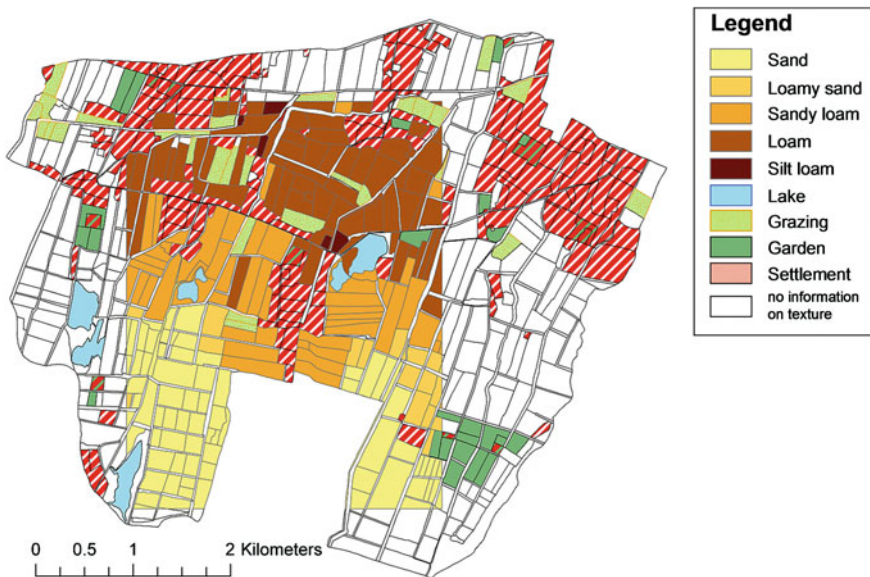 Legend
Sand
Loamy sand
Sandy loam
Loam
Silt loam
Lake
Grazing
Garden
Settlement
no information
on texture
0 0.5 1 2 Kilometers